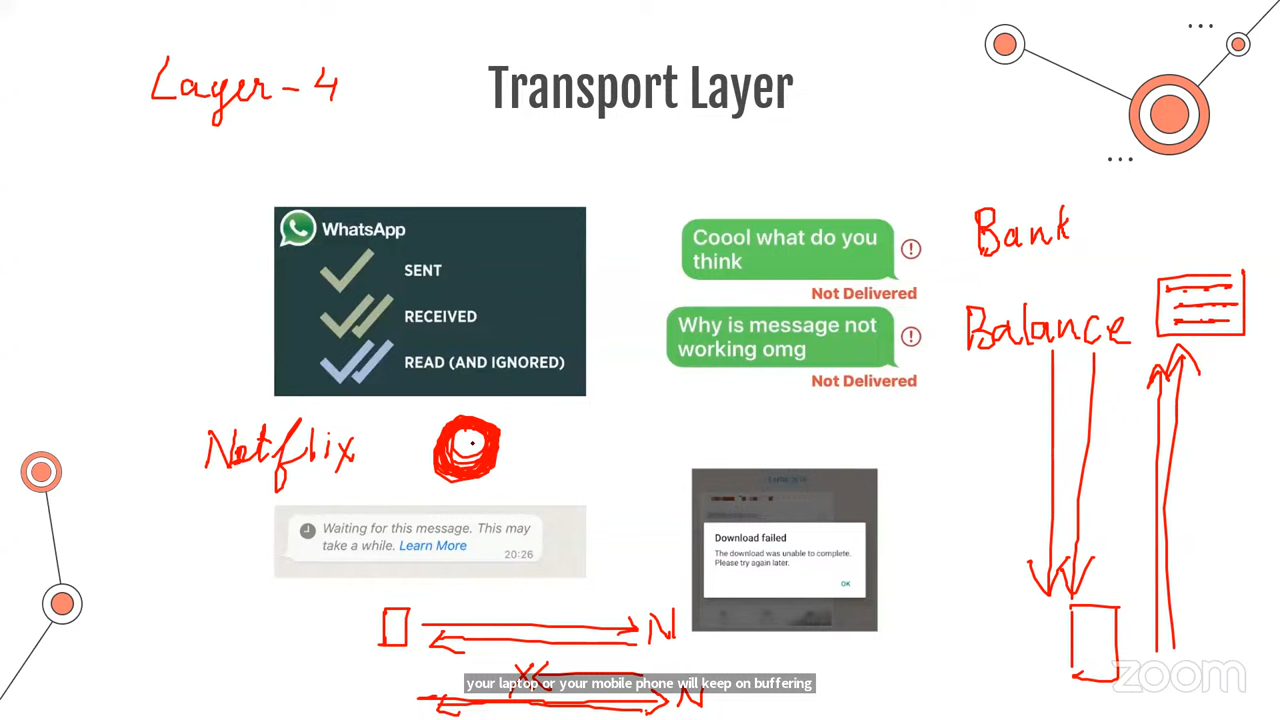 Layer-4
Transport Layer
WhatsApp
SENT
RECEIVED
READ (AND IGNORED)
Coool what do you
think
Not Delivered
Why is message not
working omg
Not Delivered
Bank
Balance
Netflix
Waiting for this message. This may
take a while. Learn More
20:26
Download failed
The download was unable to complete.
Please try again later.
OK
N
N
your laptop or your mobile phone will keep on buffering
zoom